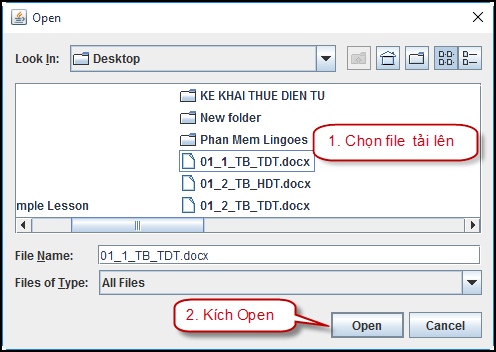 Open
Look In: Desktop
KE KHAI THUE DIEN TU
New folder
Phan Mem Lingoes
1. Chọn file tải lên
01_1_TB_TDT.docx
01_2_TB_HDT.docx
mple Lesson 01_2_TB_TDT.docx
File Name: 01_1_TB_TDT.docx
Files of Type: All Files
2. Kích Open
Open Cancel